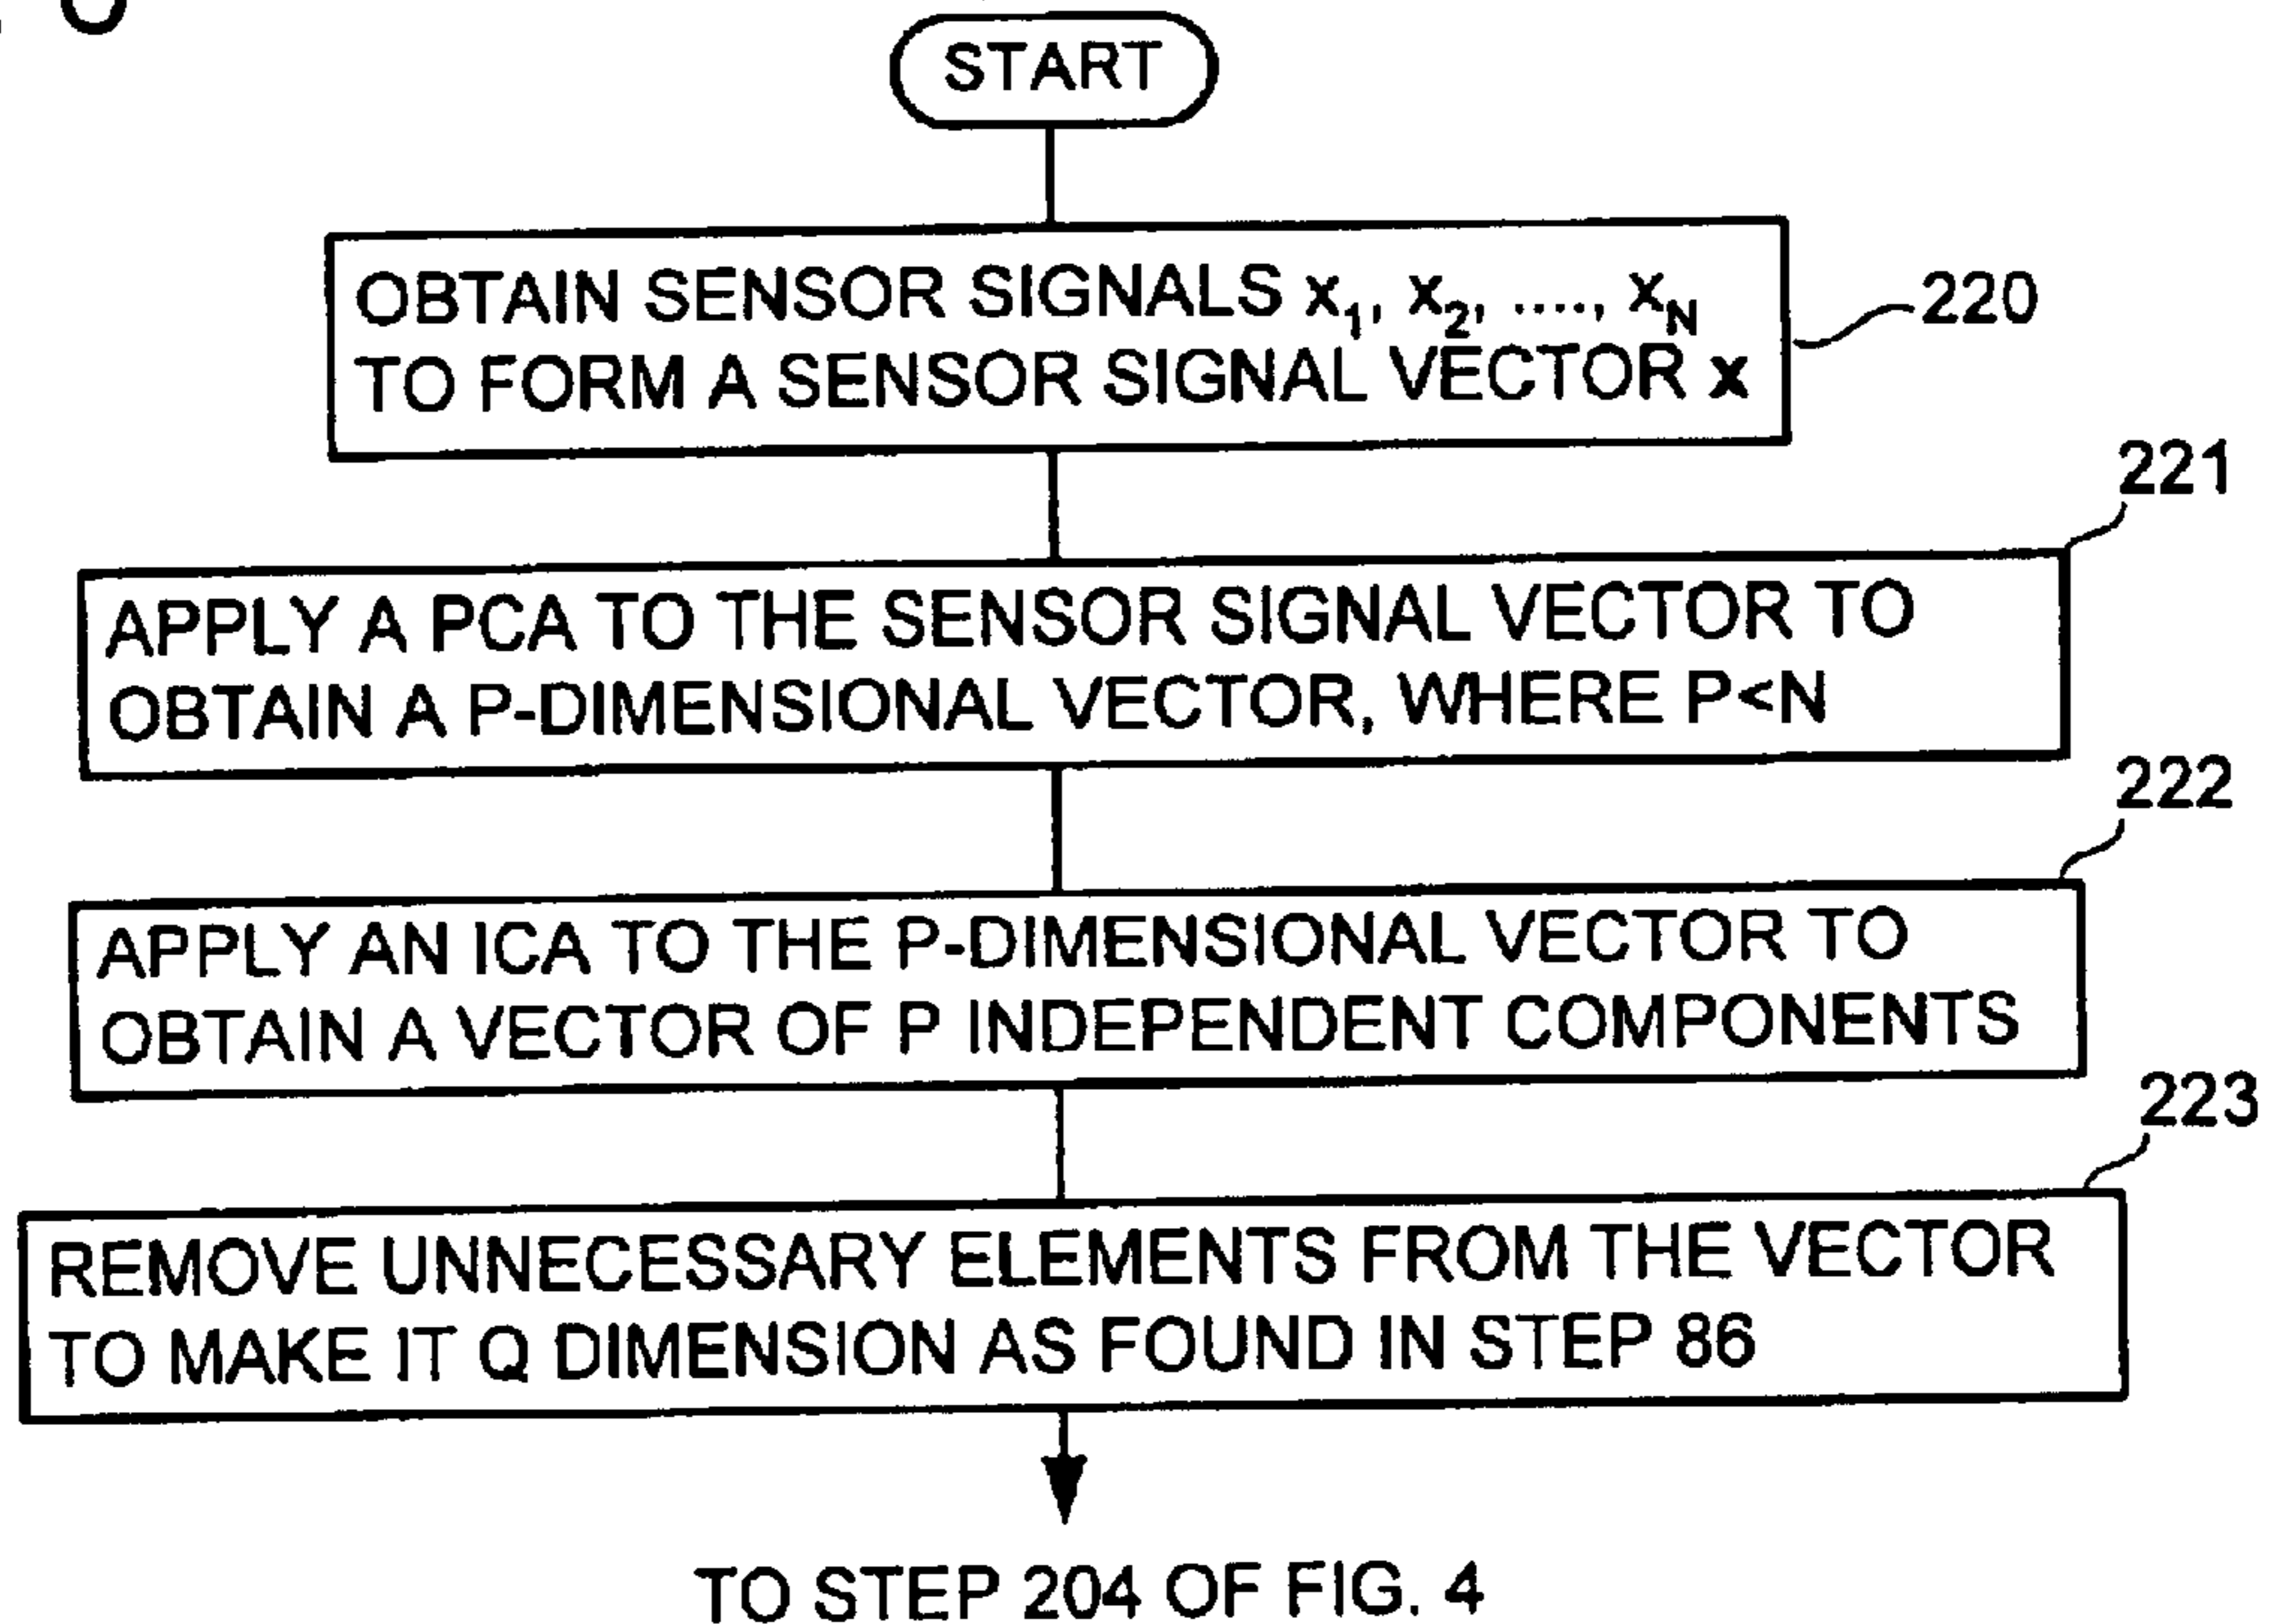 START
OBTAIN SENSOR SIGNALS x₁, x₂, ...., x_N
TO FORM A SENSOR SIGNAL VECTOR x
220
221
APPLY A PCA TO THE SENSOR SIGNAL VECTOR TO
OBTAIN A P-DIMENSIONAL VECTOR, WHERE P<N
222
APPLY AN ICA TO THE P-DIMENSIONAL VECTOR TO
OBTAIN A VECTOR OF P INDEPENDENT COMPONENTS
223
REMOVE UNNECESSARY ELEMENTS FROM THE VECTOR
TO MAKE IT Q DIMENSION AS FOUND IN STEP 86
TO STEP 204 OF FIG. 4